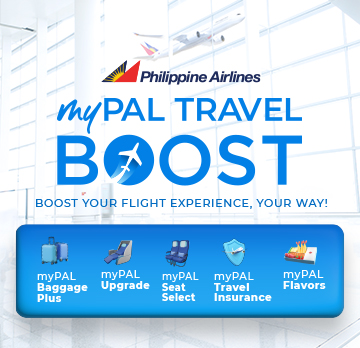 Philippine Airlines
myPAL TRAVEL
BOOST
BOOST YOUR FLIGHT EXPERIENCE, YOUR WAY!
myPAL
Baggage
Plus
myPAL
Upgrade
myPAL
Seat
Select
myPAL
Travel
Insurance
myPAL
Flavors